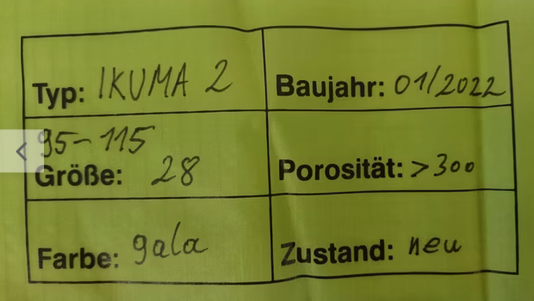 Typ: IKUMA 2
Baujahr: 01/2022
95-115
Größe: 28
Porosität: >300
Farbe: gala
Zustand: neu